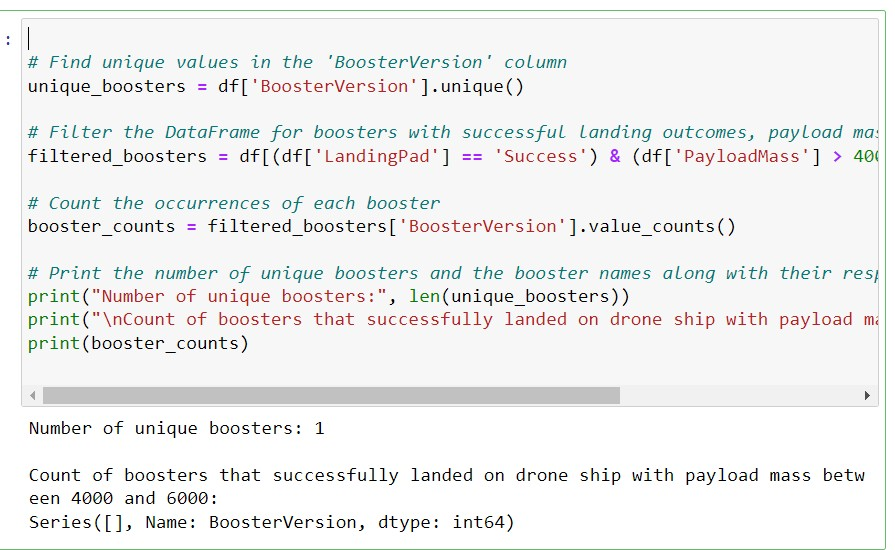 :
# Find unique values in the 'BoosterVersion' column
unique_boosters = df['BoosterVersion'].unique()
# Filter the DataFrame for boosters with successful landing outcomes, payload mas
filtered_boosters = df[(df['LandingPad'] == 'Success') & (df['PayloadMass'] > 400
# Count the occurrences of each booster
booster_counts = filtered_boosters['BoosterVersion'].value_counts()
# Print the number of unique boosters and the booster names along with their resp
print("Number of unique boosters:", len(unique_boosters))
print("\nCount of boosters that successfully landed on drone ship with payload ma
print(booster_counts)
Number of unique boosters: 1
Count of boosters that successfully landed on drone ship with payload mass betw
een 4000 and 6000:
Series([], Name: BoosterVersion, dtype: int64)